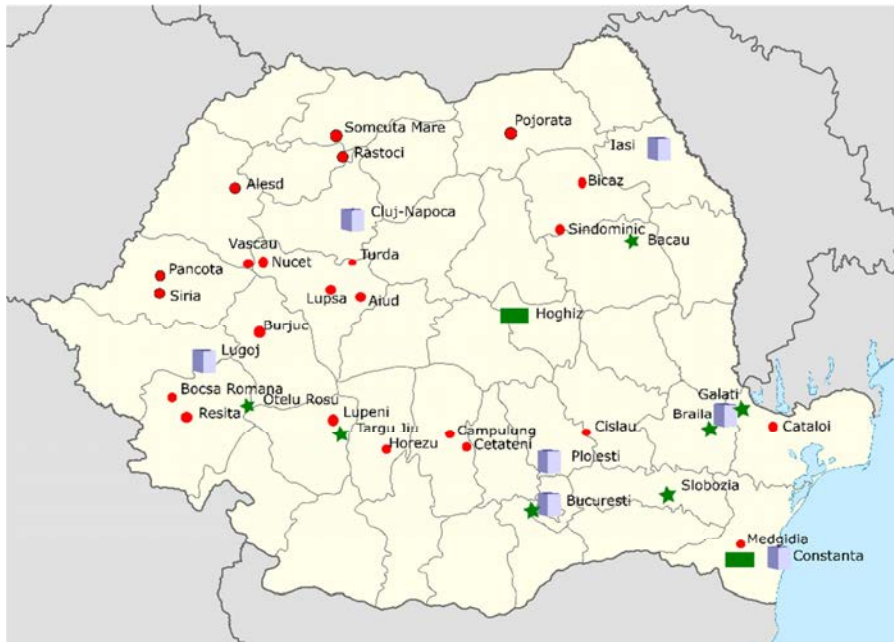 Somcuta Mare
Pojorata
Iasi
Rastoci
Alesd
Bicaz
Cluj-Napoca
Sindominic
Bacau
Vascau
Nucet
Turda
Pancota
Siria
Lupsa
Aiud
Hoghiz
Burjuc
Lugoj
Bocsa Romana
Otelu Rosu
Galati
Resita
Lupeni
Braila
Targu Jiu
Campulung
Cislau
Cataloi
Horezu
Cetateni
Ploiesti
Slobozia
Bucuresti
Medgidia
Constanta